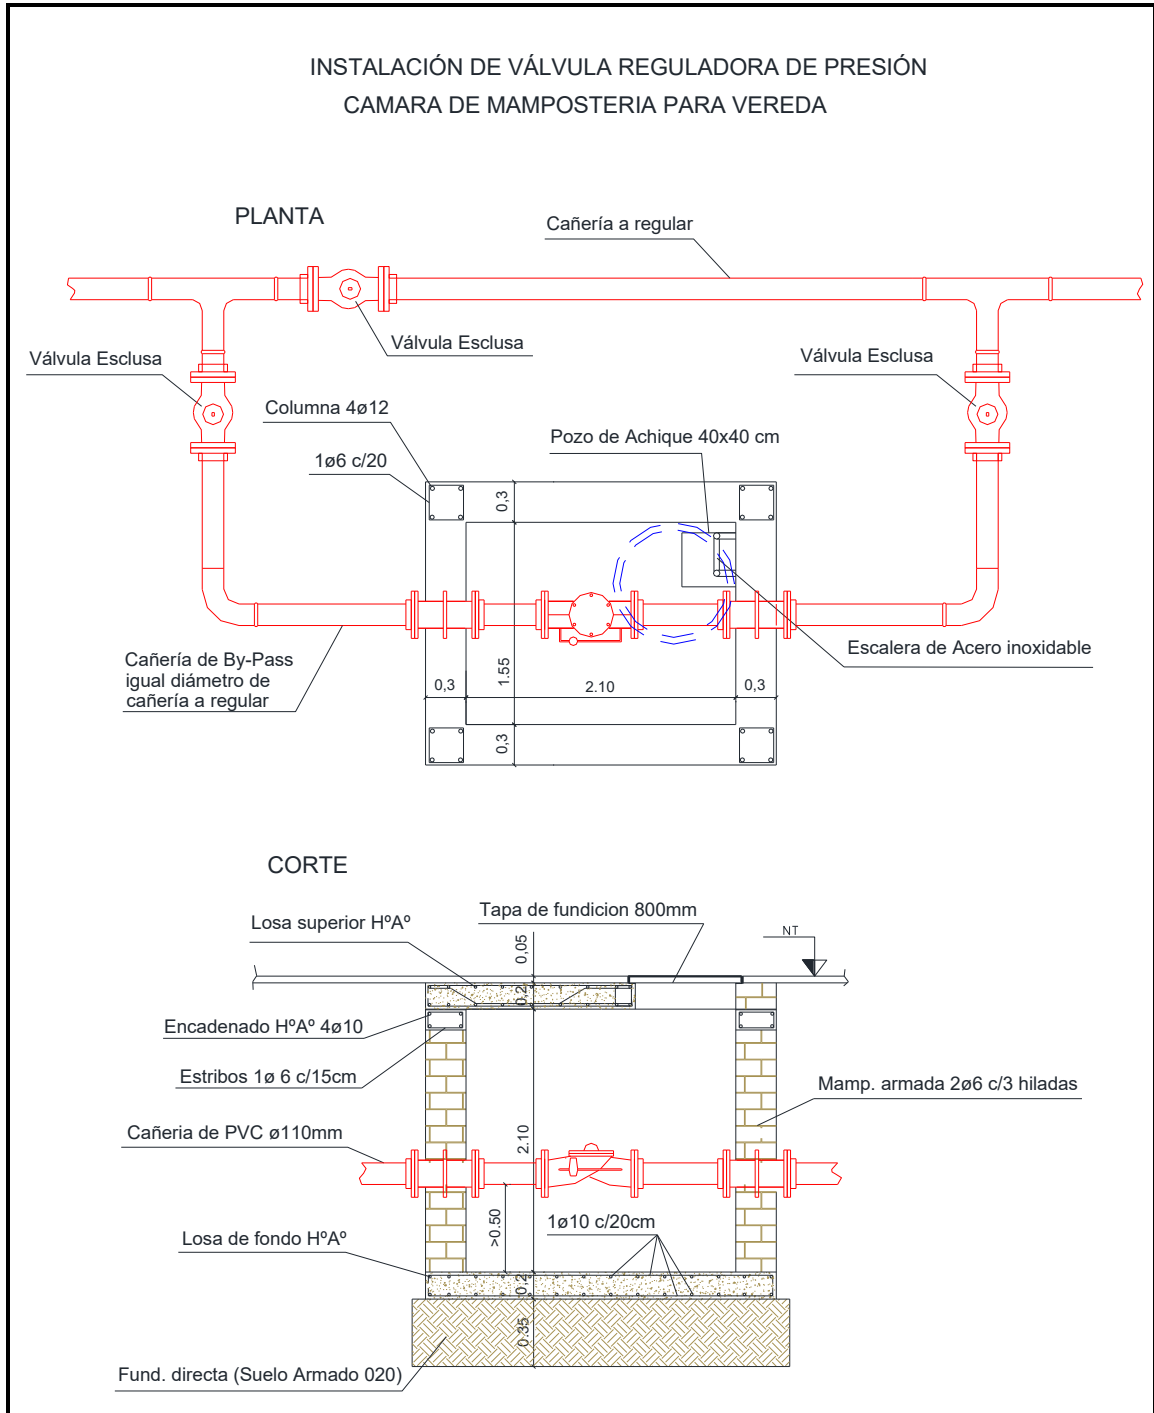 INSTALACIÓN DE VÁLVULA REGULADORA DE PRESIÓN
CAMARA DE MAMPOSTERIA PARA VEREDA
PLANTA
Cañería a regular
Válvula Esclusa
Válvula Esclusa
Válvula Esclusa
Columna 4ø12
1ø6 c/20
Pozo de Achique 40x40 cm
0,3
1.55
0,3
0,3
2.10
0,3
Escalera de Acero inoxidable
Cañería de By-Pass
igual diámetro de
cañería a regular
CORTE
Losa superior HºAº
Tapa de fundicion 800mm
NT
0,05
0,2
Encadenado HºAº 4ø10
Estribos 1ø 6 c/15cm
Mamp. armada 2ø6 c/3 hiladas
Cañeria de PVC ø110mm
2.10
>0.50
1ø10 c/20cm
Losa de fondo HºAº
0,2
0.35
Fund. directa (Suelo Armado 020)